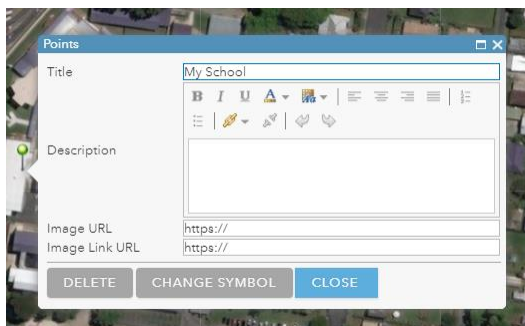 Points
Title My School
B I U A
Description
Image URL https://
Image Link URL https://
DELETE CHANGE SYMBOL CLOSE